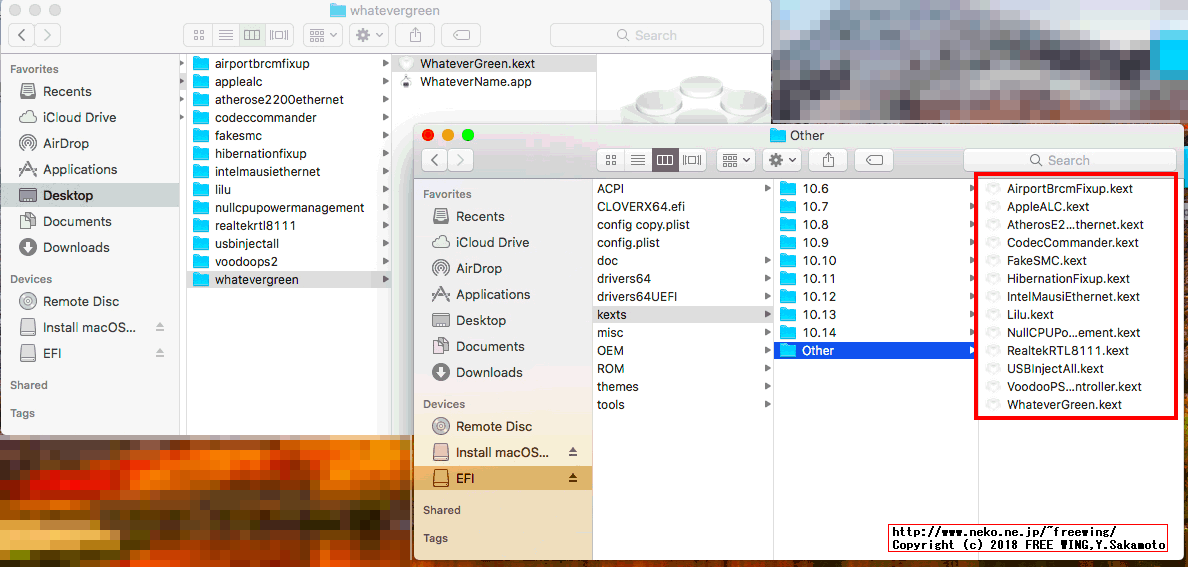 whatevergreen
Search
Favorites
Recents
iCloud Drive
AirDrop
Applications
Desktop
Documents
Downloads
Devices
Remote Disc
Install macOS...
EFI
Shared
Tags
airportbrcmfixup
applealc
atherose2200ethernet
codeccommander
fakesmc
hibernationfixup
intelmausiethernet
lilu
nullcpupowermanagement
realtekrtl8111
usbinjectall
voodoops2
whatevergreen
WhateverGreen.kext
WhateverName.app
Other
Search
Favorites
Recents
iCloud Drive
AirDrop
Applications
Desktop
Documents
Downloads
Devices
Remote Disc
Install macOS...
EFI
Shared
Tags
ACPI
CLOVERX64.efi
config copy.plist
config.plist
doc
drivers64
drivers64UEFI
kexts
misc
OEM
ROM
themes
tools
10.6
10.7
10.8
10.9
10.10
10.11
10.12
10.13
10.14
Other
AirportBrcmFixup.kext
AppleALC.kext
AtherosE2...thernet.kext
CodecCommander.kext
FakeSMC.kext
HibernationFixup.kext
IntelMausiEthernet.kext
Lilu.kext
NullCPUPo...ement.kext
RealtekRTL8111.kext
USBInjectAll.kext
VoodooPS...ntroller.kext
WhateverGreen.kext
http://www.neko.ne.jp/~freewing/
Copyright (c) 2018 FREE WING,Y.Sakamoto